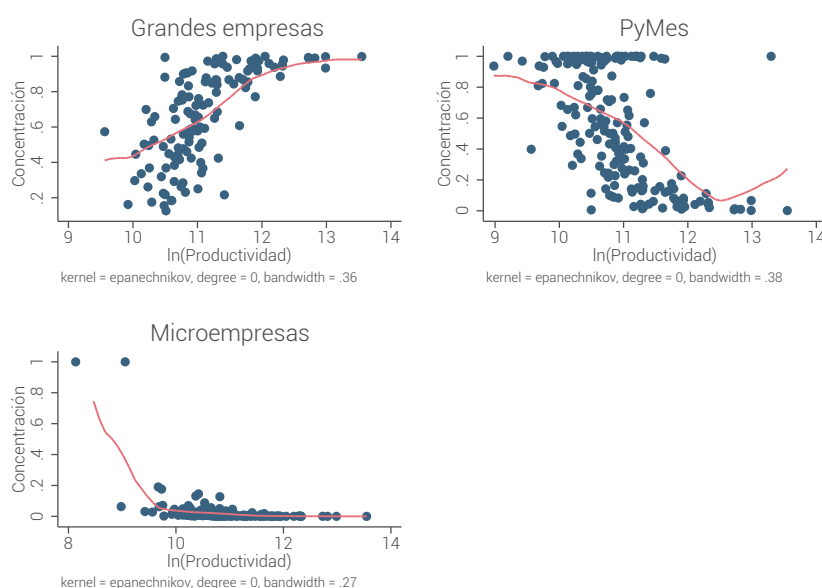 Grandes empresas
Concentración
1
.8
.6
.4
.2
9 10 11 12 13 14
ln(Productividad)
kernel = epanechnikov, degree = 0, bandwidth = .36
PyMes
Concentración
1
.8
.6
.4
.2
0
9 10 11 12 13 14
ln(Productividad)
kernel = epanechnikov, degree = 0, bandwidth = .38
Microempresas
Concentración
1
.8
.6
.4
.2
0
8 10 12 14
ln(Productividad)
kernel = epanechnikov, degree = 0, bandwidth = .27